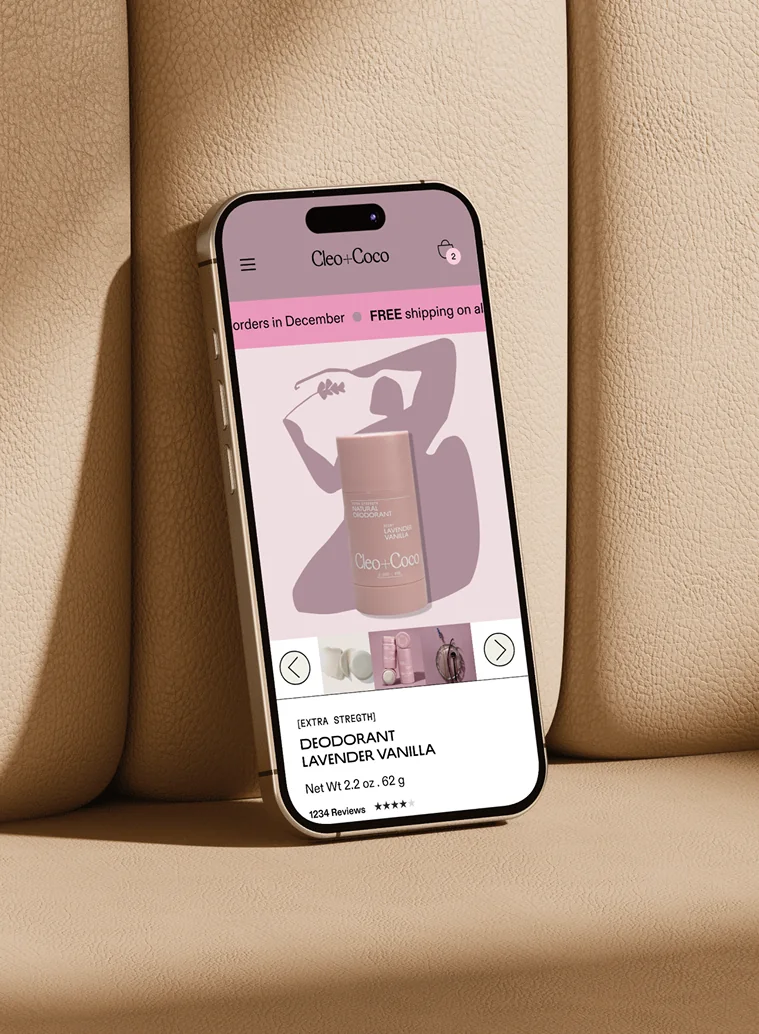 Cleo+Coco
2
orders in December FREE shipping on al
NATURAL
DEODORANT
LAVENDER
VANILLA
Cleo+Coco
[EXTRA STREGTH]
DEODORANT
LAVENDER VANILLA
Net Wt 2.2 oz . 62 g
1234 Reviews ★★★★★